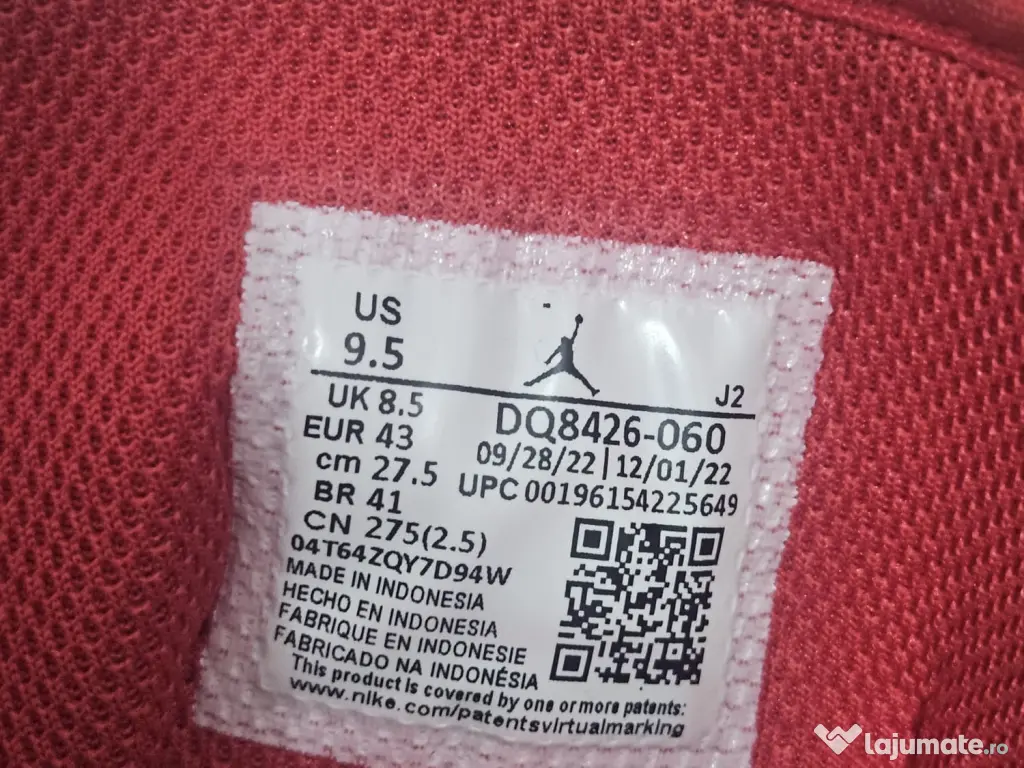 US
9.5
J2
UK 8.5
EUR 43
cm 27.5
BR 41
CN 275(2.5)
DQ8426-060
09/28/22|12/01/22
UPC 00196154225649
04T64ZQY7D94W
MADE IN INDONESIA
HECHO EN INDONESIA
FABRIQUE EN INDONESIE
FABRICADO NA INDONÉSIA
This product is covered by one or more patents:
www.nike.com/patentsvirtualmarking
Lajumate.ro